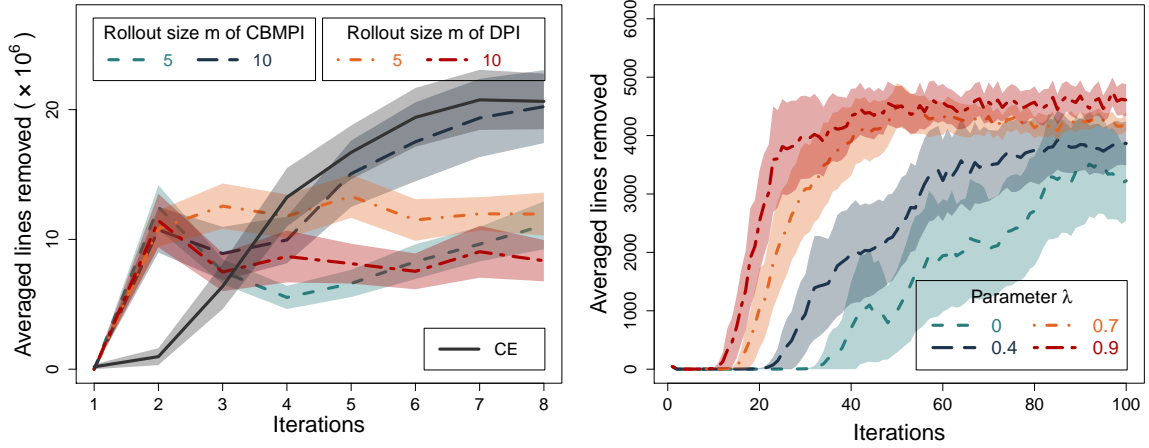 Averaged lines removed ( × 10⁶ )
Rollout size m of CBMPI
5 10
Rollout size m of DPI
5 10
CE
20
10
0
1 2 3 4 5 6 7 8
Iterations
Averaged lines removed
6000
5000
4000
3000
2000
1000
0
Parameter λ
0 0.7
0.4 0.9
0 20 40 60 80 100
Iterations